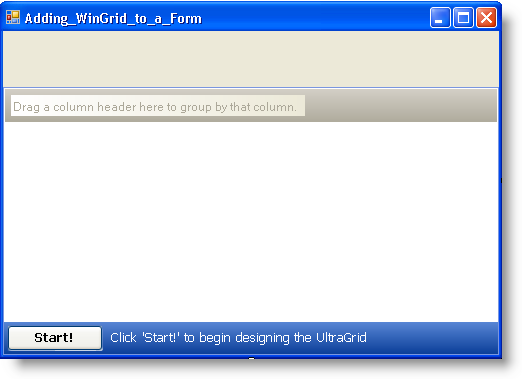 Adding_WinGrid_to_a_Form
Drag a column header here to group by that column.
Start! Click 'Start!' to begin designing the UltraGrid